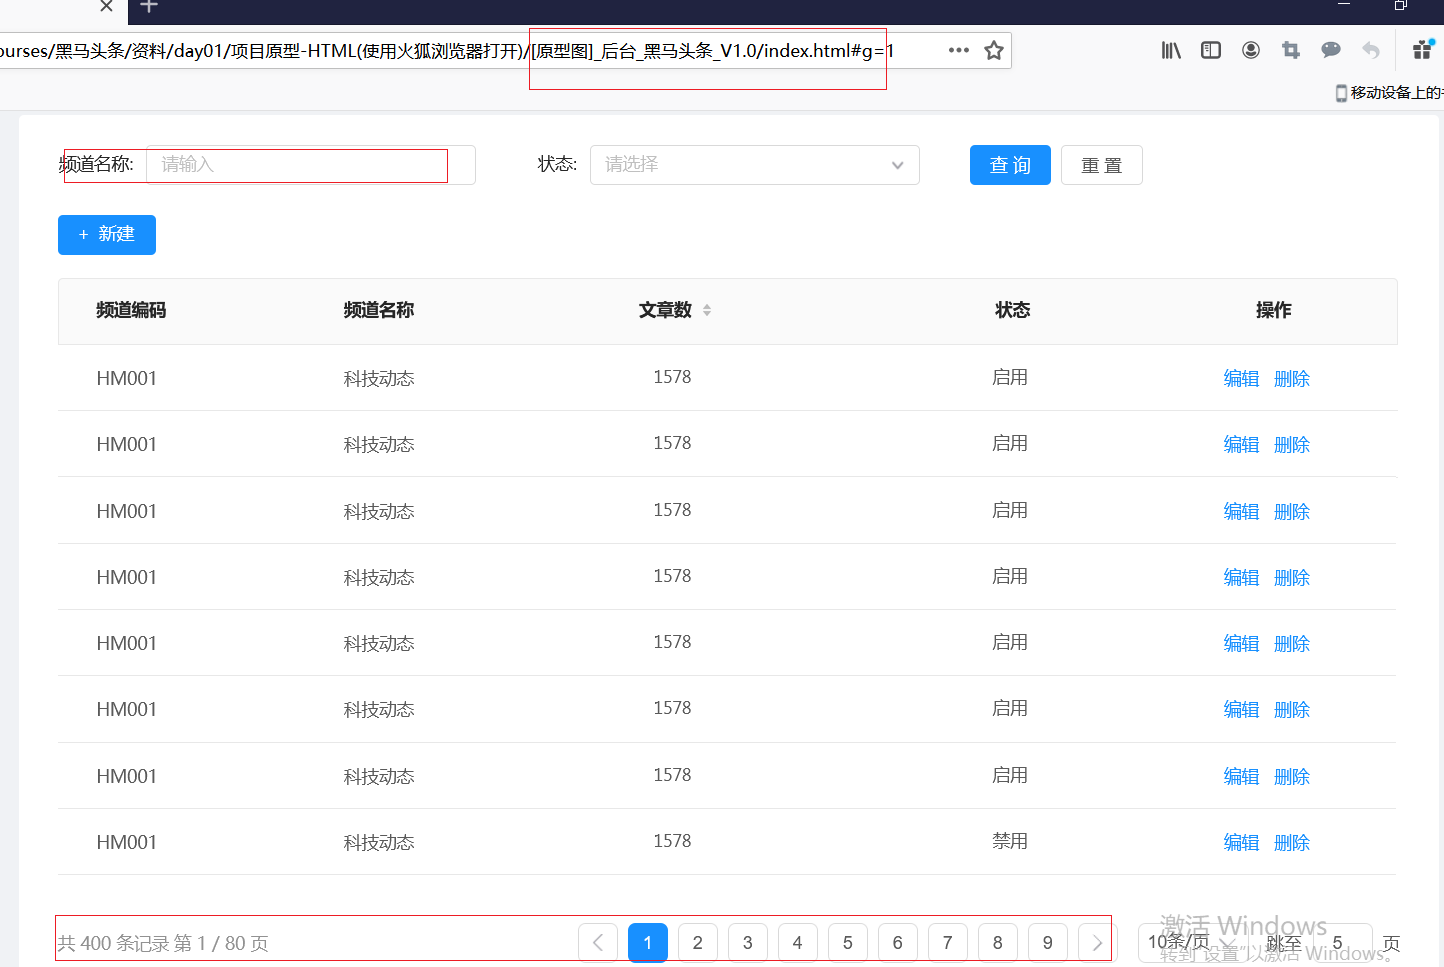 ourses/黑马头条/资料/day01/项目原型-HTML(使用火狐浏览器打开)/[原型图]_后台_黑马头条_V1.0/index.html#g=1
移动设备上的
频道名称: 请输入 状态: 请选择 查 询 重 置
+ 新建
频道编码 频道名称 文章数 状态 操作
HM001 科技动态 1578 启用 编辑 删除
HM001 科技动态 1578 启用 编辑 删除
HM001 科技动态 1578 启用 编辑 删除
HM001 科技动态 1578 启用 编辑 删除
HM001 科技动态 1578 启用 编辑 删除
HM001 科技动态 1578 启用 编辑 删除
HM001 科技动态 1578 启用 编辑 删除
HM001 科技动态 1578 禁用 编辑 删除
共 400 条记录 第 1 / 80 页 1 2 3 4 5 6 7 8 9 10条/页 跳至 5 页
激活 Windows
转到"设置"以激活 Windows。